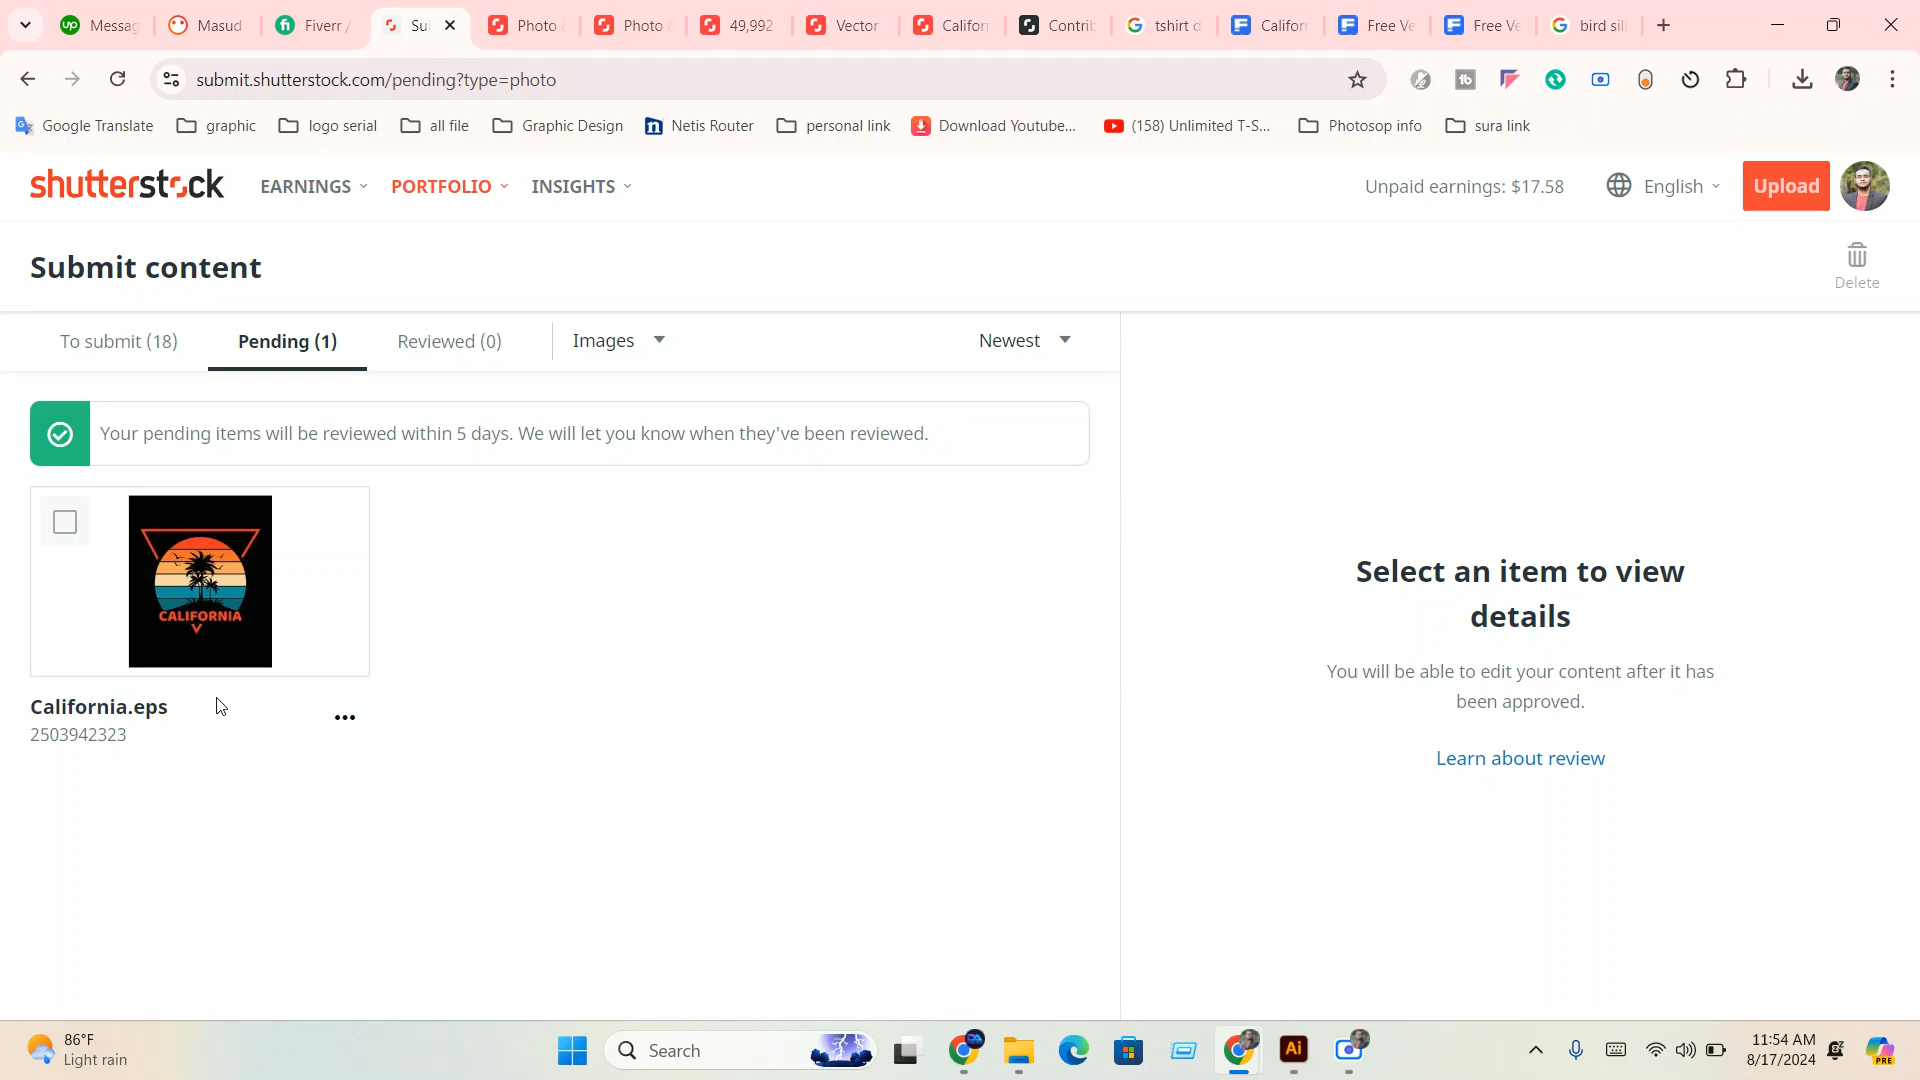 Messag
Masud
Fiverr /
Su
Photo
Photo
49,992
Vector
Californ
Contrib
tshirt d
Califor
Free Ve
Free Ve
bird sil
submit.shutterstock.com/pending?type=photo
Google Translate
graphic
logo serial
all file
Graphic Design
Netis Router
personal link
Download Youtube...
(158) Unlimited T-S...
Photosop info
sura link
shutterstock
EARNINGS
PORTFOLIO
INSIGHTS
Unpaid earnings: $17.58
English
Upload
Submit content
Delete
To submit (18)
Pending (1)
Reviewed (0)
Images
Newest
Your pending items will be reviewed within 5 days. We will let you know when they've been reviewed.
CALIFORNIA
California.eps
2503942323
Select an item to view
details
You will be able to edit your content after it has
been approved.
Learn about review
86°F
Light rain
Search
Ai
11:54 AM
8/17/2024
PRE